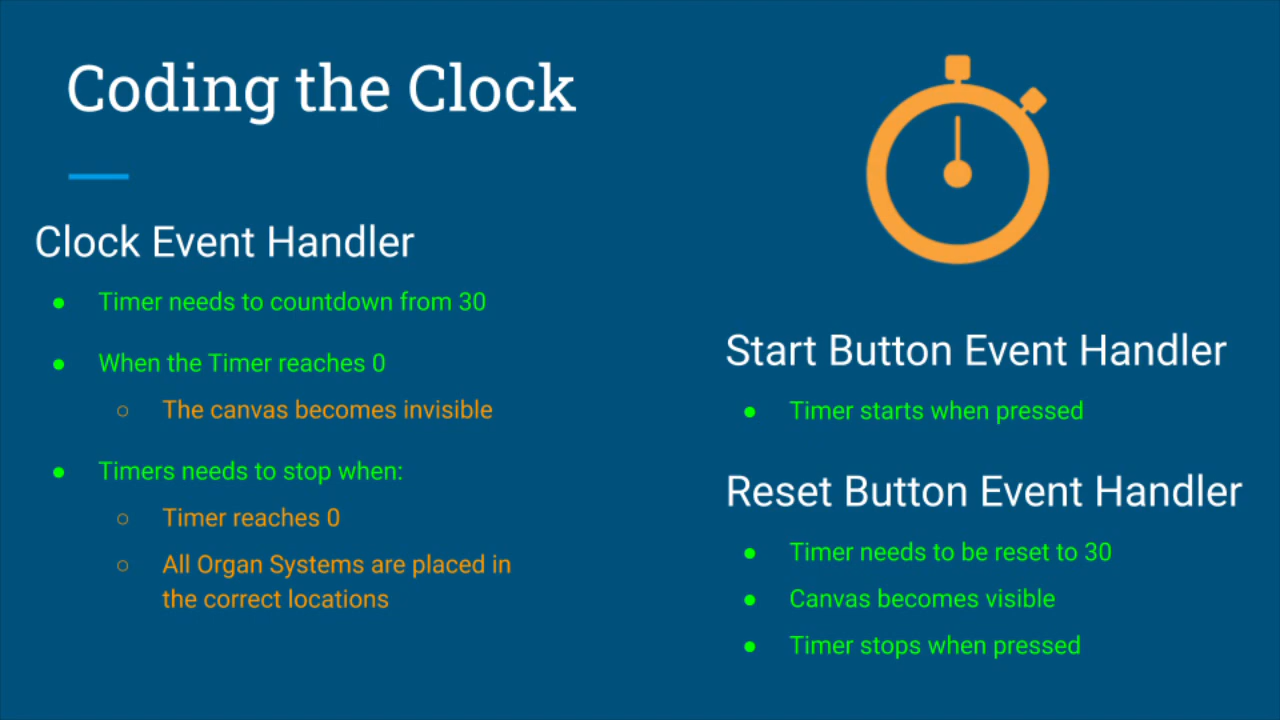 Coding the Clock
Clock Event Handler
● Timer needs to countdown from 30
● When the Timer reaches 0
○ The canvas becomes invisible
● Timers needs to stop when:
○ Timer reaches 0
○ All Organ Systems are placed in
the correct locations
Start Button Event Handler
● Timer starts when pressed
Reset Button Event Handler
● Timer needs to be reset to 30
● Canvas becomes visible
● Timer stops when pressed